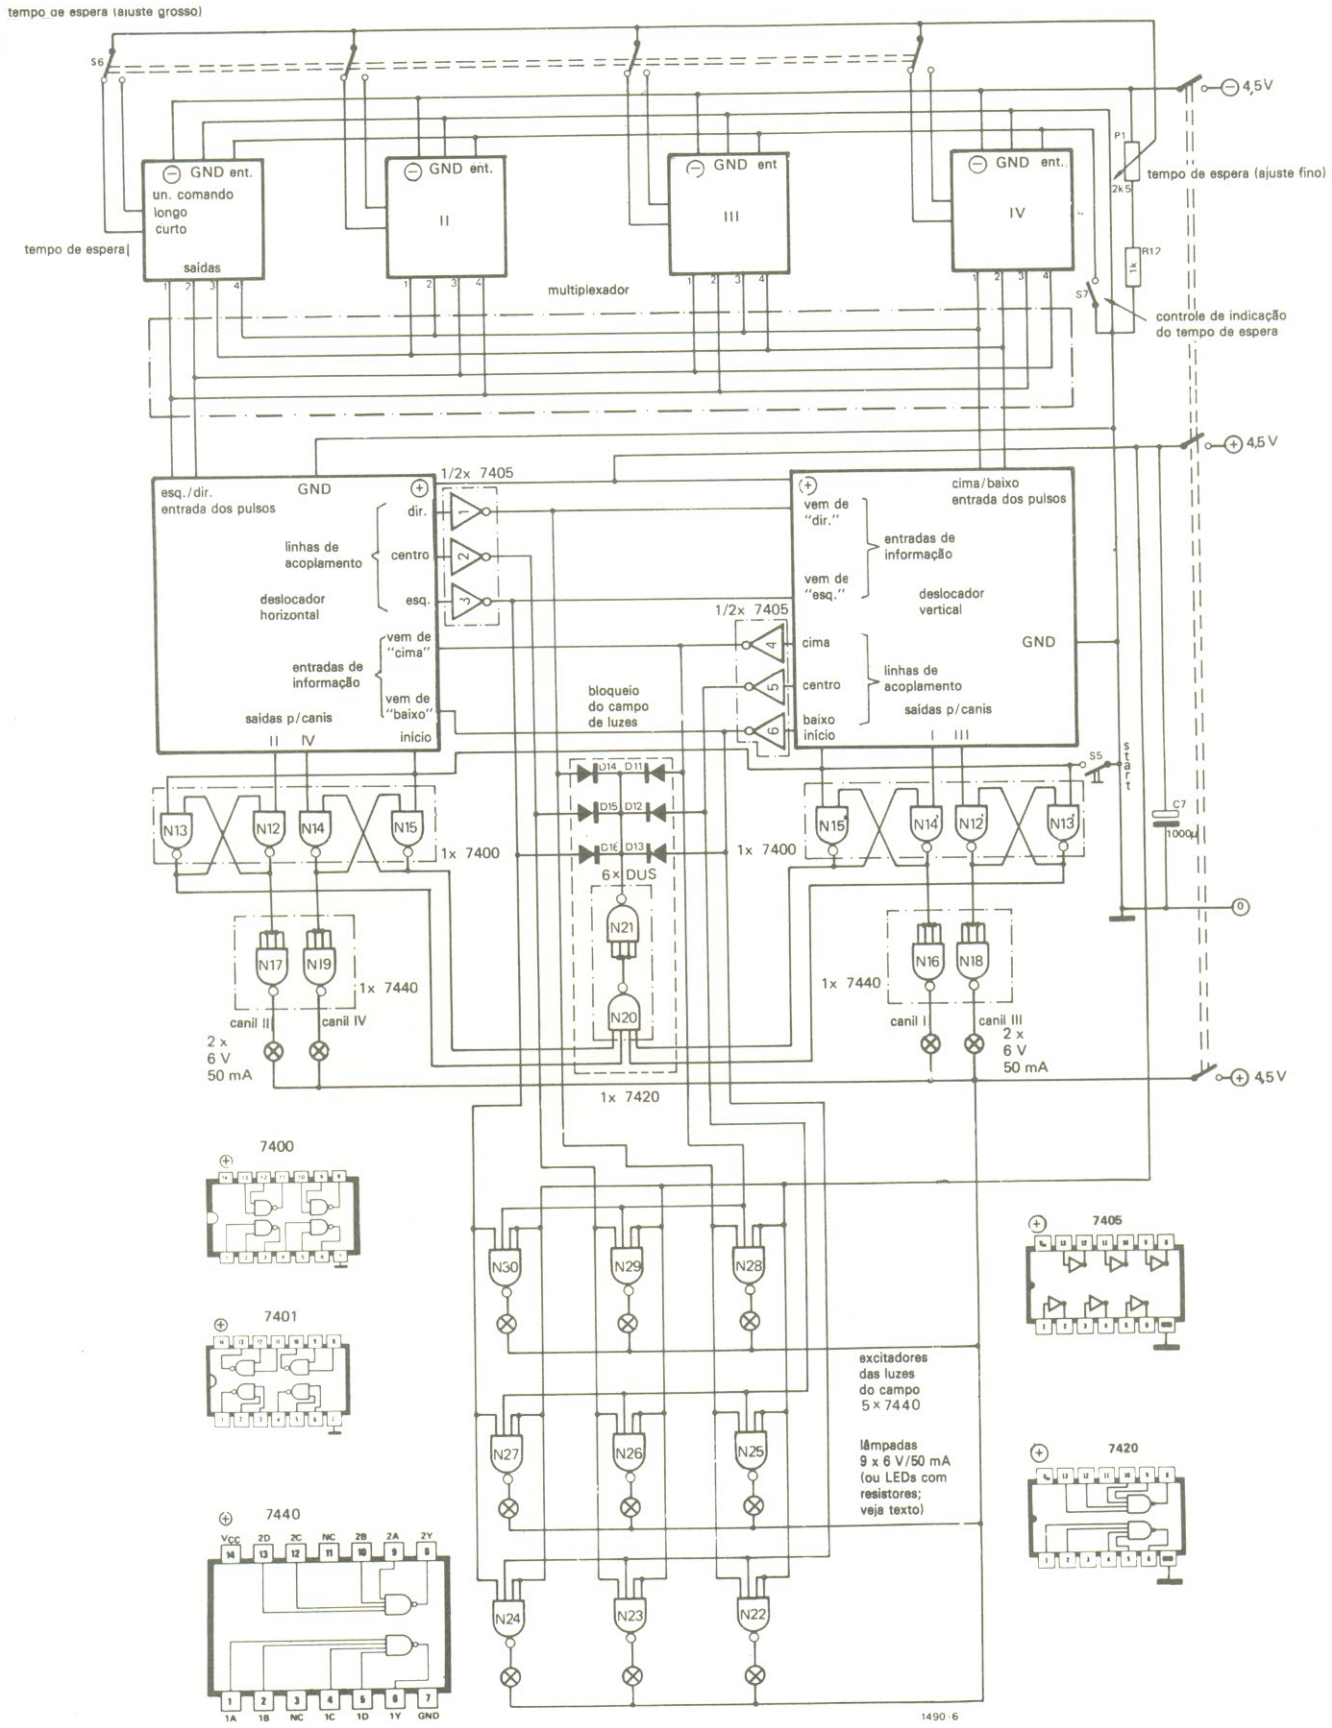 tempo de espera (ajuste grosso)
S6
⊖ 4,5V
P1
2k5
tempo de espera (ajuste fino)
⊖ GND ent.
un. comando
longo
curto
saídas
1 2 3 4
tempo de espera
⊖ GND ent.
II
1 2 3 4
⊖ GND ent
III
1 2 3 4
⊖ GND ent.
IV
1 2 3 4
R12
1k
S7
controle de indicação
do tempo de espera
multiplexador
⊕ 4,5V
esq./dir.
entrada dos pulsos
GND
⊕
dir.
linhas de
acoplamento
centro
esq.
deslocador
horizontal
vem de
"cima"
entradas de
informação
vem de
"baixo"
saídas p/canis
II IV
início
1/2x 7405
1
2
3
⊕
cima/baixo
entrada dos pulsos
vem de
"dir."
entradas de
informação
vem de
"esq."
deslocador
vertical
GND
cima
centro
linhas de
acoplamento
baixo
início
saídas p/canis
I III
1/2x 7405
4
5
6
bloqueio
do campo
de luzes
D14 D11
D15 D12
D16 D13
6x DUS
N21
N20
1x 7420
S5
start
C7
1000µ
0
N13 N12 N14 N15
1x 7400
N17 N19
1x 7440
canil II canil IV
2 x
6 V
50 mA
N15' N14' N12' N13'
1x 7400
N16 N18
1x 7440
canil I canil III
2 x
6 V
50 mA
⊕ 4,5V
N30 N29 N28
N27 N26 N25
N24 N23 N22
excitadores
das luzes
do campo
5x7440
lâmpadas
9 x 6 V/50 mA
(ou LEDs com
resistores;
veja texto)
7400
⊕
7401
⊕
7440
⊕
VCC 2D 2C NC 2B 2A 2Y
14 13 12 11 10 9 8
1 2 3 4 5 6 7
1A 1B NC 1C 1D 1Y GND
7405
⊕
7420
⊕
1490-6